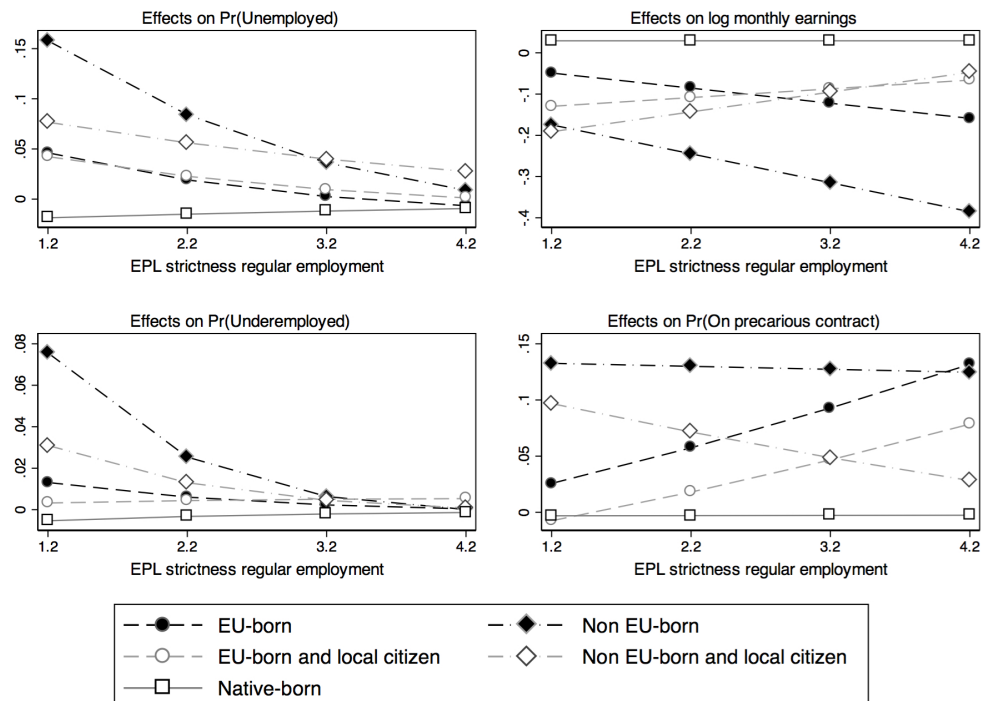 Effects on Pr(Unemployed)
.15
.1
.05
0
1.2 2.2 3.2 4.2
EPL strictness regular employment
Effects on log monthly earnings
0
-.1
-.2
-.3
-.4
1.2 2.2 3.2 4.2
EPL strictness regular employment
Effects on Pr(Underemployed)
.08
.06
.04
.02
0
1.2 2.2 3.2 4.2
EPL strictness regular employment
Effects on Pr(On precarious contract)
.15
.1
.05
0
1.2 2.2 3.2 4.2
EPL strictness regular employment
EU-born
Non EU-born
EU-born and local citizen
Non EU-born and local citizen
Native-born